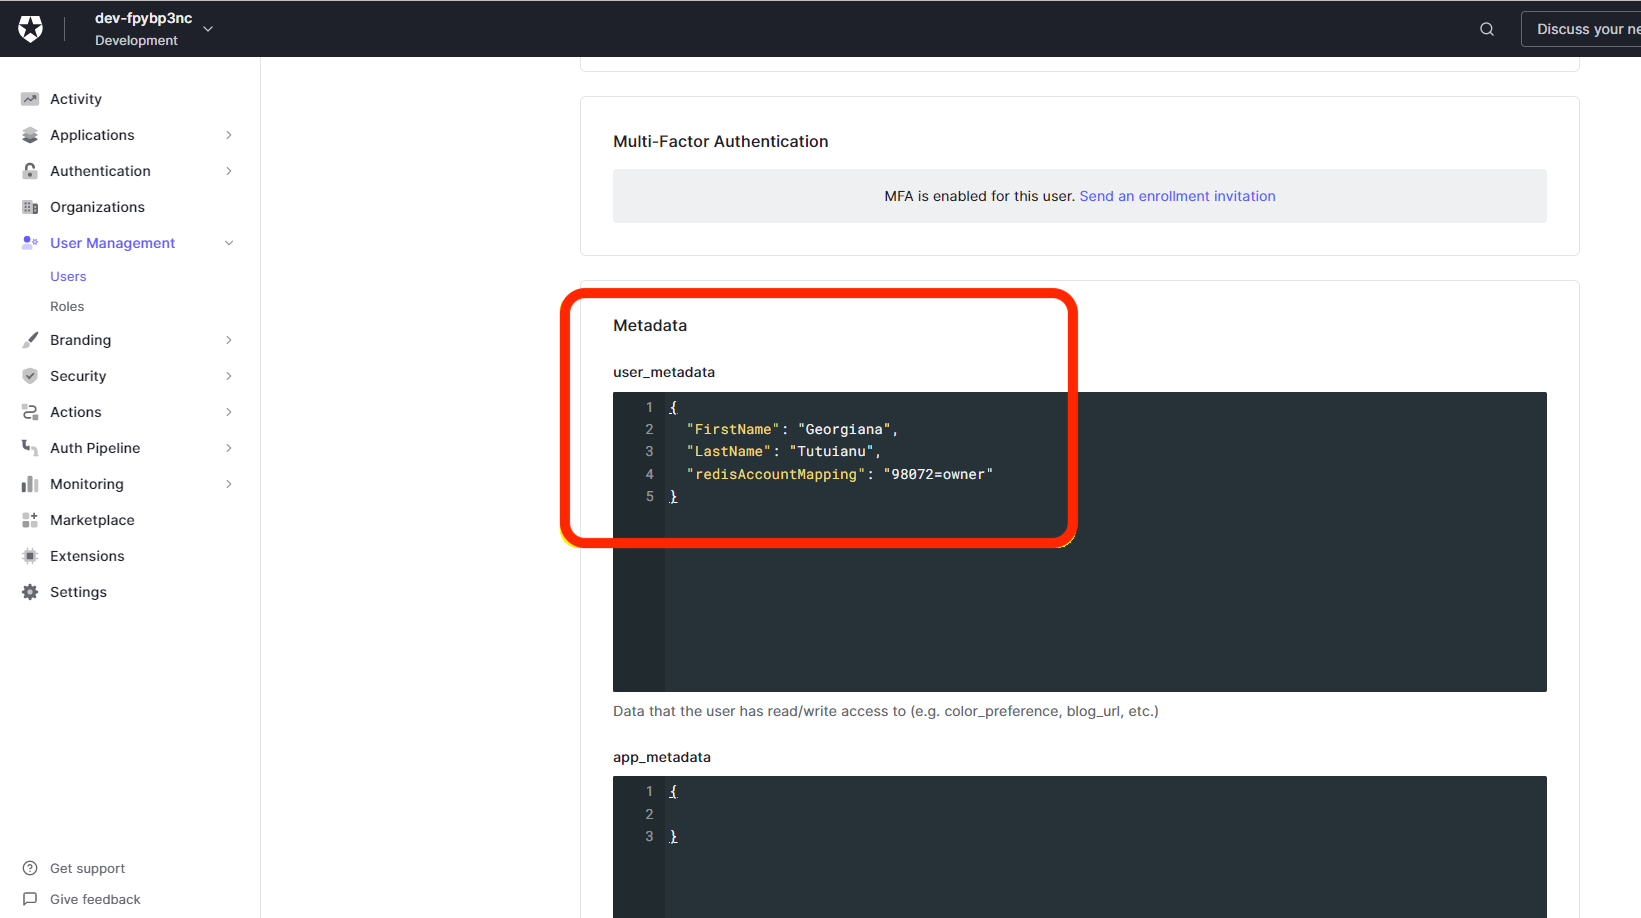 dev-fpybp3nc
Development
Discuss your ne
Activity
Applications
Authentication
Organizations
User Management
Users
Roles
Branding
Security
Actions
Auth Pipeline
Monitoring
Marketplace
Extensions
Settings
Get support
Give feedback
Multi-Factor Authentication
MFA is enabled for this user. Send an enrollment invitation
Metadata
user_metadata
1 {
2 "FirstName": "Georgiana",
3 "LastName": "Tutuianu",
4 "redisAccountMapping": "98072=owner"
5 }
Data that the user has read/write access to (e.g. color_preference, blog_url, etc.)
app_metadata
1 {
2
3 }